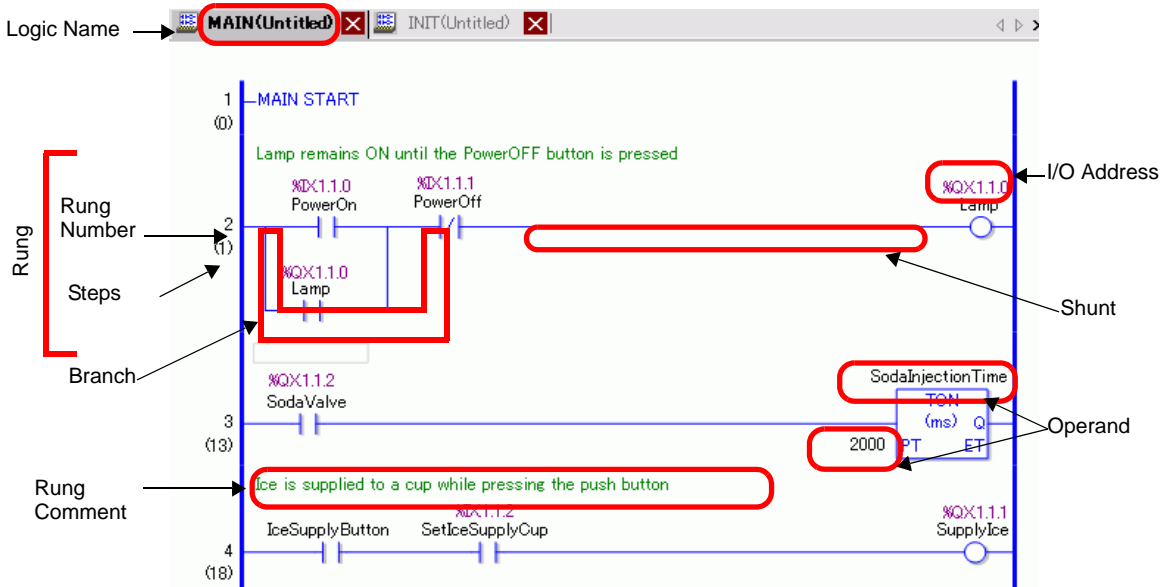 Logic Name
MAIN(Untitled)
INIT(Untitled)
1
(0)
MAIN START
Lamp remains ON until the PowerOFF button is pressed
%IX1.1.0
PowerOn
%IX1.1.1
PowerOff
%QX1.1.0
Lamp
I/O Address
Rung
Rung
Number
2
(1)
Steps
%QX1.1.0
Lamp
Shunt
Branch
%QX1.1.2
SodaValve
SodaInjectionTime
TON
(ms) Q
3
(13)
2000
PT ET
Operand
Rung
Comment
Ice is supplied to a cup while pressing the push button
IceSupplyButton
%IX1.1.2
SetIceSupplyCup
%QX1.1.1
SupplyIce
4
(18)